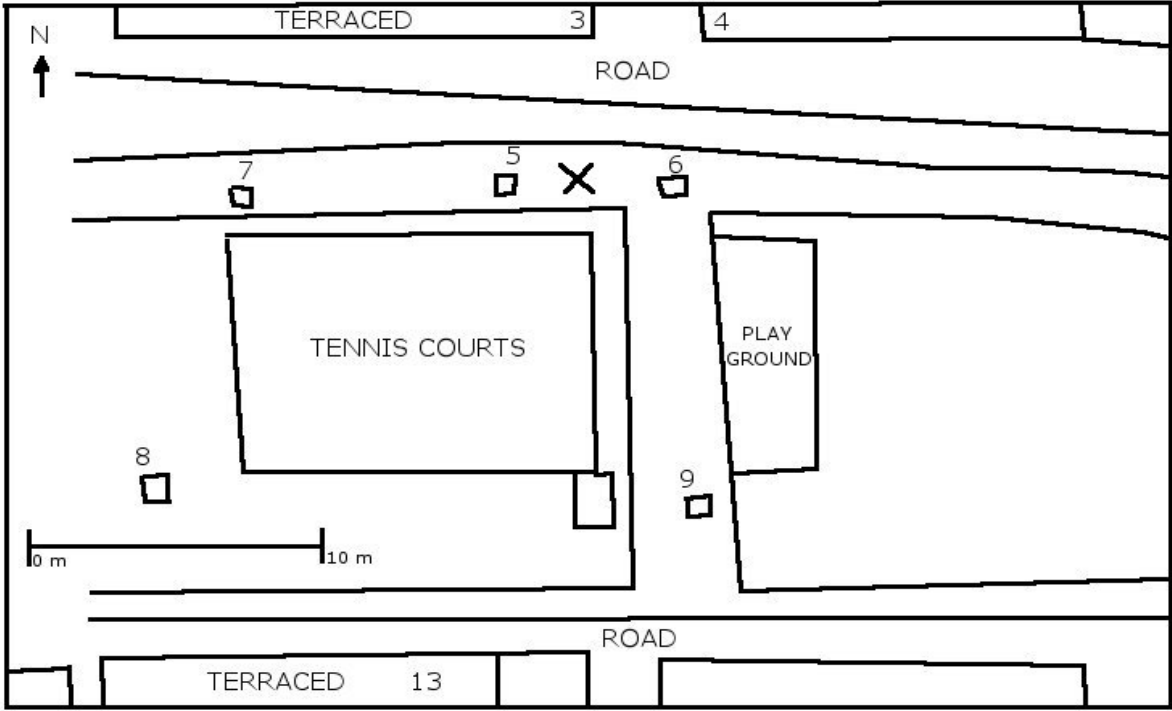 TERRACED 3 4
N
ROAD
5
7 6
TENNIS COURTS
PLAY
GROUND
8
9
0 m 10 m
ROAD
TERRACED 13